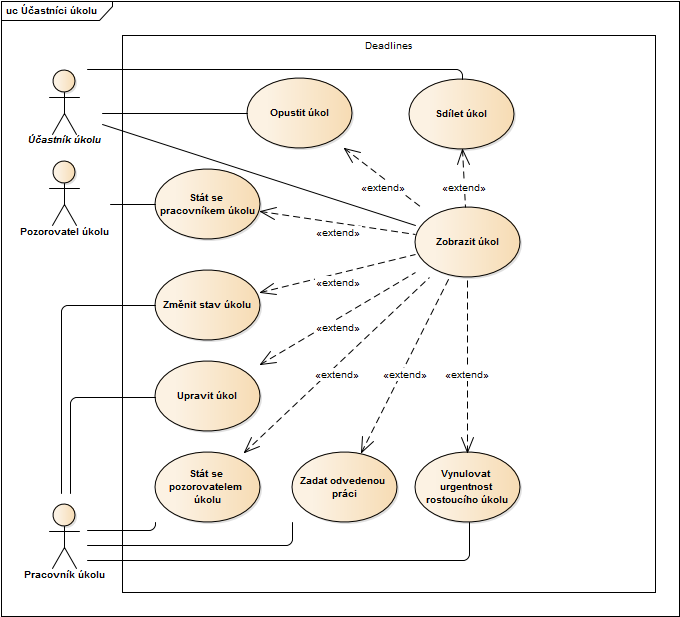 uc Účastníci úkolu
Deadlines
Účastník úkolu
Opustit úkol
Sdílet úkol
«extend»
«extend»
Pozorovatel úkolu
Stát se
pracovníkem úkolu
«extend»
Zobrazit úkol
Změnit stav úkolu
«extend»
«extend»
Upravit úkol
«extend»
«extend»
«extend»
Stát se
pozorovatelem
úkolu
Zadat odvedenou
práci
Vynulovat
urgentnost
rostoucího úkolu
Pracovník úkolu